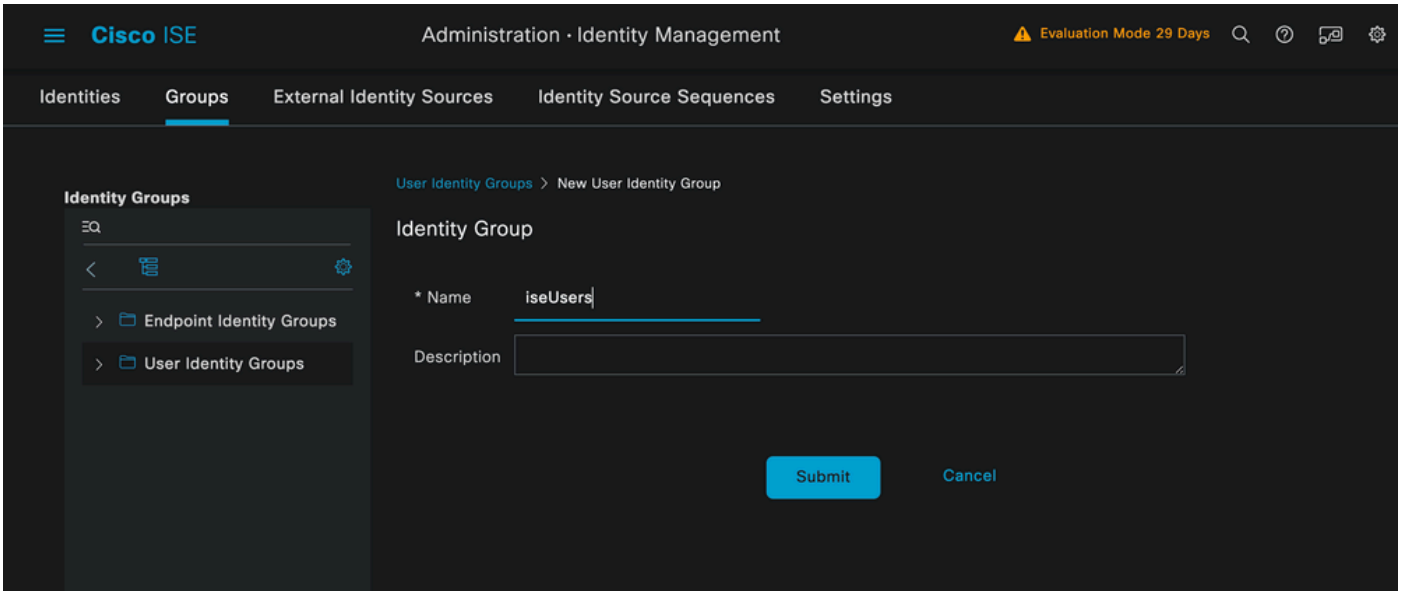 Cisco ISE
Administration · Identity Management
Evaluation Mode 29 Days
Identities Groups External Identity Sources Identity Source Sequences Settings
Identity Groups
Endpoint Identity Groups
User Identity Groups
User Identity Groups > New User Identity Group
Identity Group
* Name iseUsers
Description
Submit Cancel